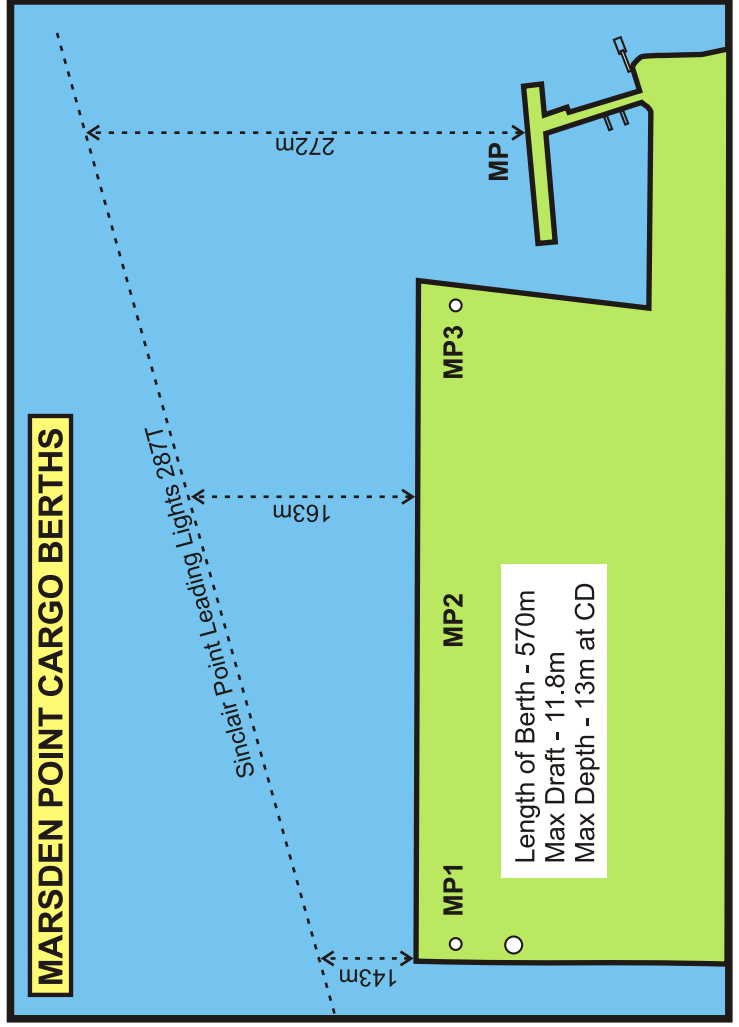 MARSDEN POINT CARGO BERTHS
Sinclair Point Leading Lights 287T
143m
163m
272m
MP1
MP2
MP3
MP
Length of Berth - 570m
Max Draft - 11.8m
Max Depth - 13m at CD